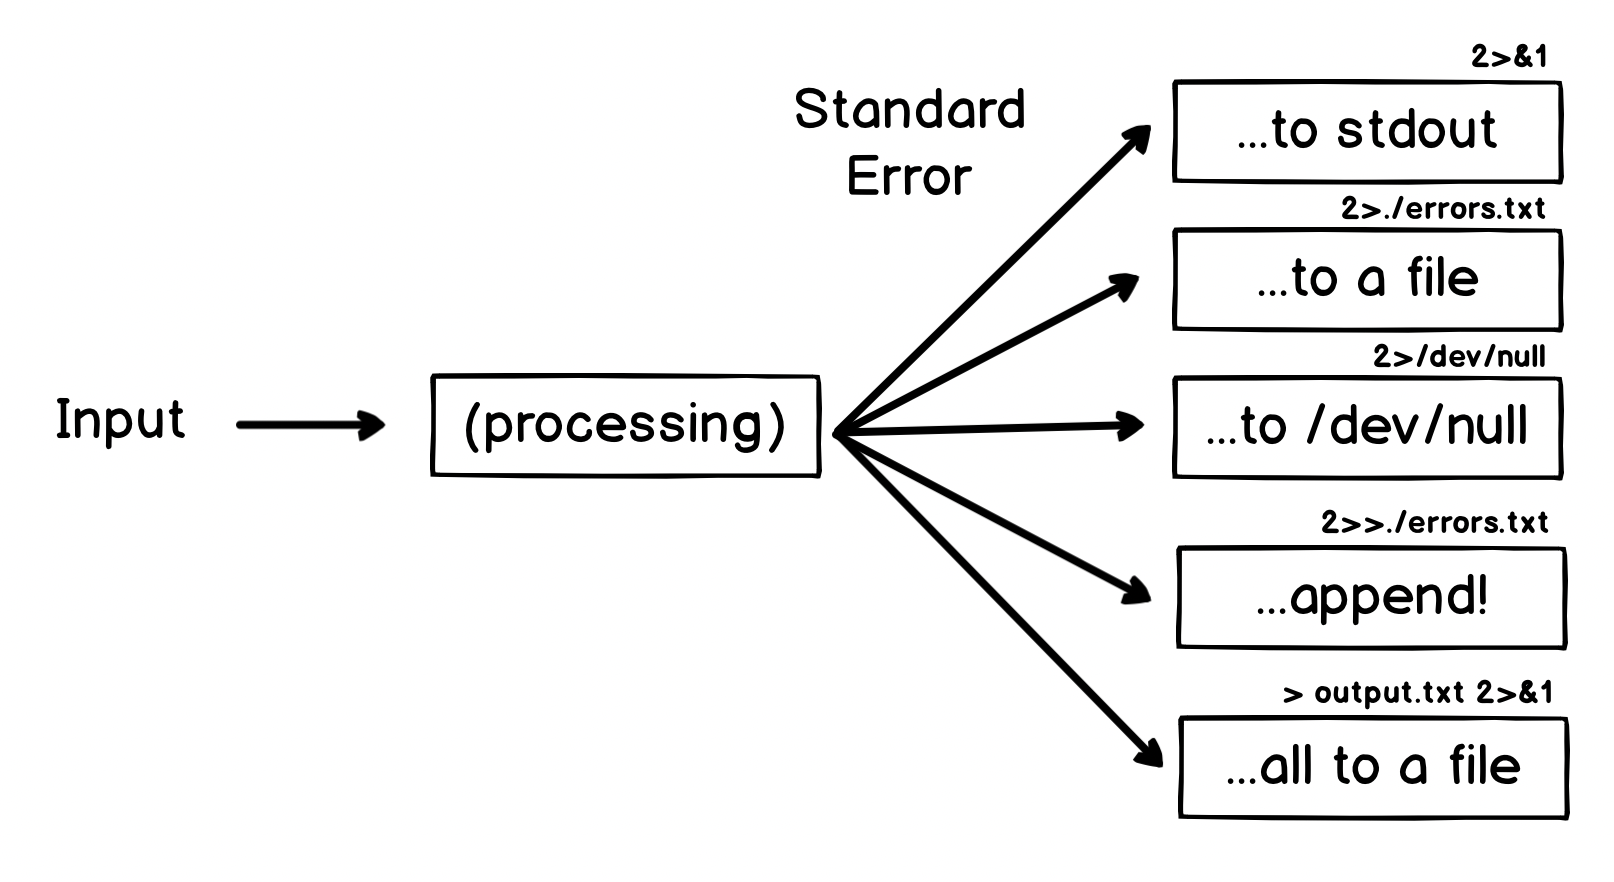 Standard
Error
Input
(processing)
2>&1
...to stdout
2>./errors.txt
...to a file
2>/dev/null
...to /dev/null
2>>./errors.txt
...append!
> output.txt 2>&1
...all to a file